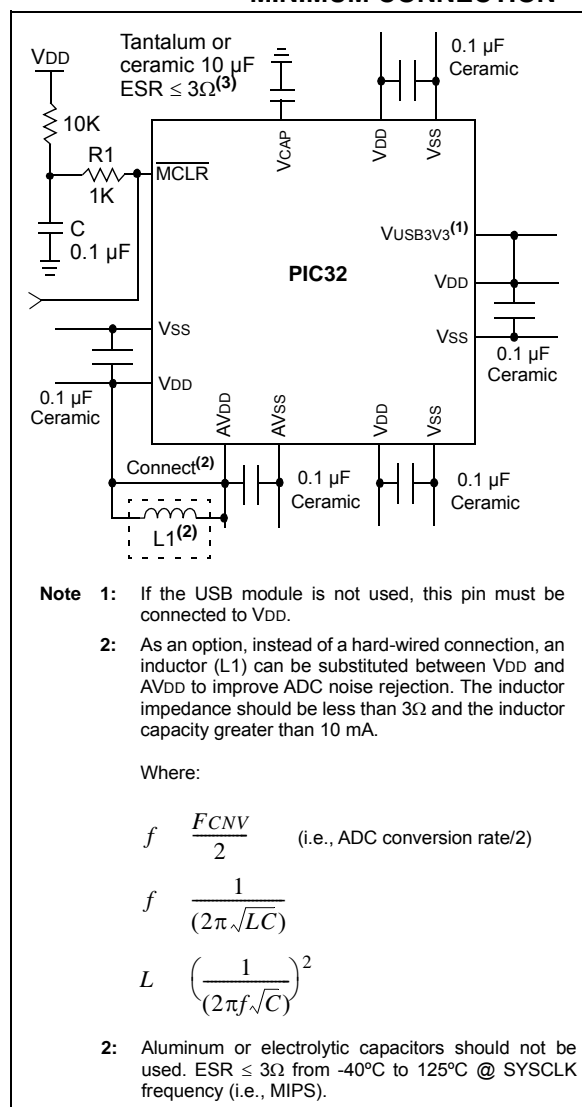 MINIMUM CONNECTION
VDD
Tantalum or
ceramic 10 µF
ESR ≤ 3Ω(3)
0.1 µF
Ceramic
10K
R1
1K
MCLR
VCAP
VDD
VSS
C
0.1 µF
VUSB3V3(1)
PIC32
VDD
VSS
VSS
VDD
0.1 µF
Ceramic
0.1 µF
Ceramic
AVDD
AVSS
VDD
VSS
Connect(2)
0.1 µF
Ceramic
0.1 µF
Ceramic
L1(2)
Note 1: If the USB module is not used, this pin must be
connected to VDD.
2: As an option, instead of a hard-wired connection, an
inductor (L1) can be substituted between VDD and
AVDD to improve ADC noise rejection. The inductor
impedance should be less than 3Ω and the inductor
capacity greater than 10 mA.
Where:
f FCNV/2 (i.e., ADC conversion rate/2)
f 1/(2π√LC)
L (1/(2πf√C))²
2: Aluminum or electrolytic capacitors should not be
used. ESR ≤ 3Ω from -40ºC to 125ºC @ SYSCLK
frequency (i.e., MIPS).